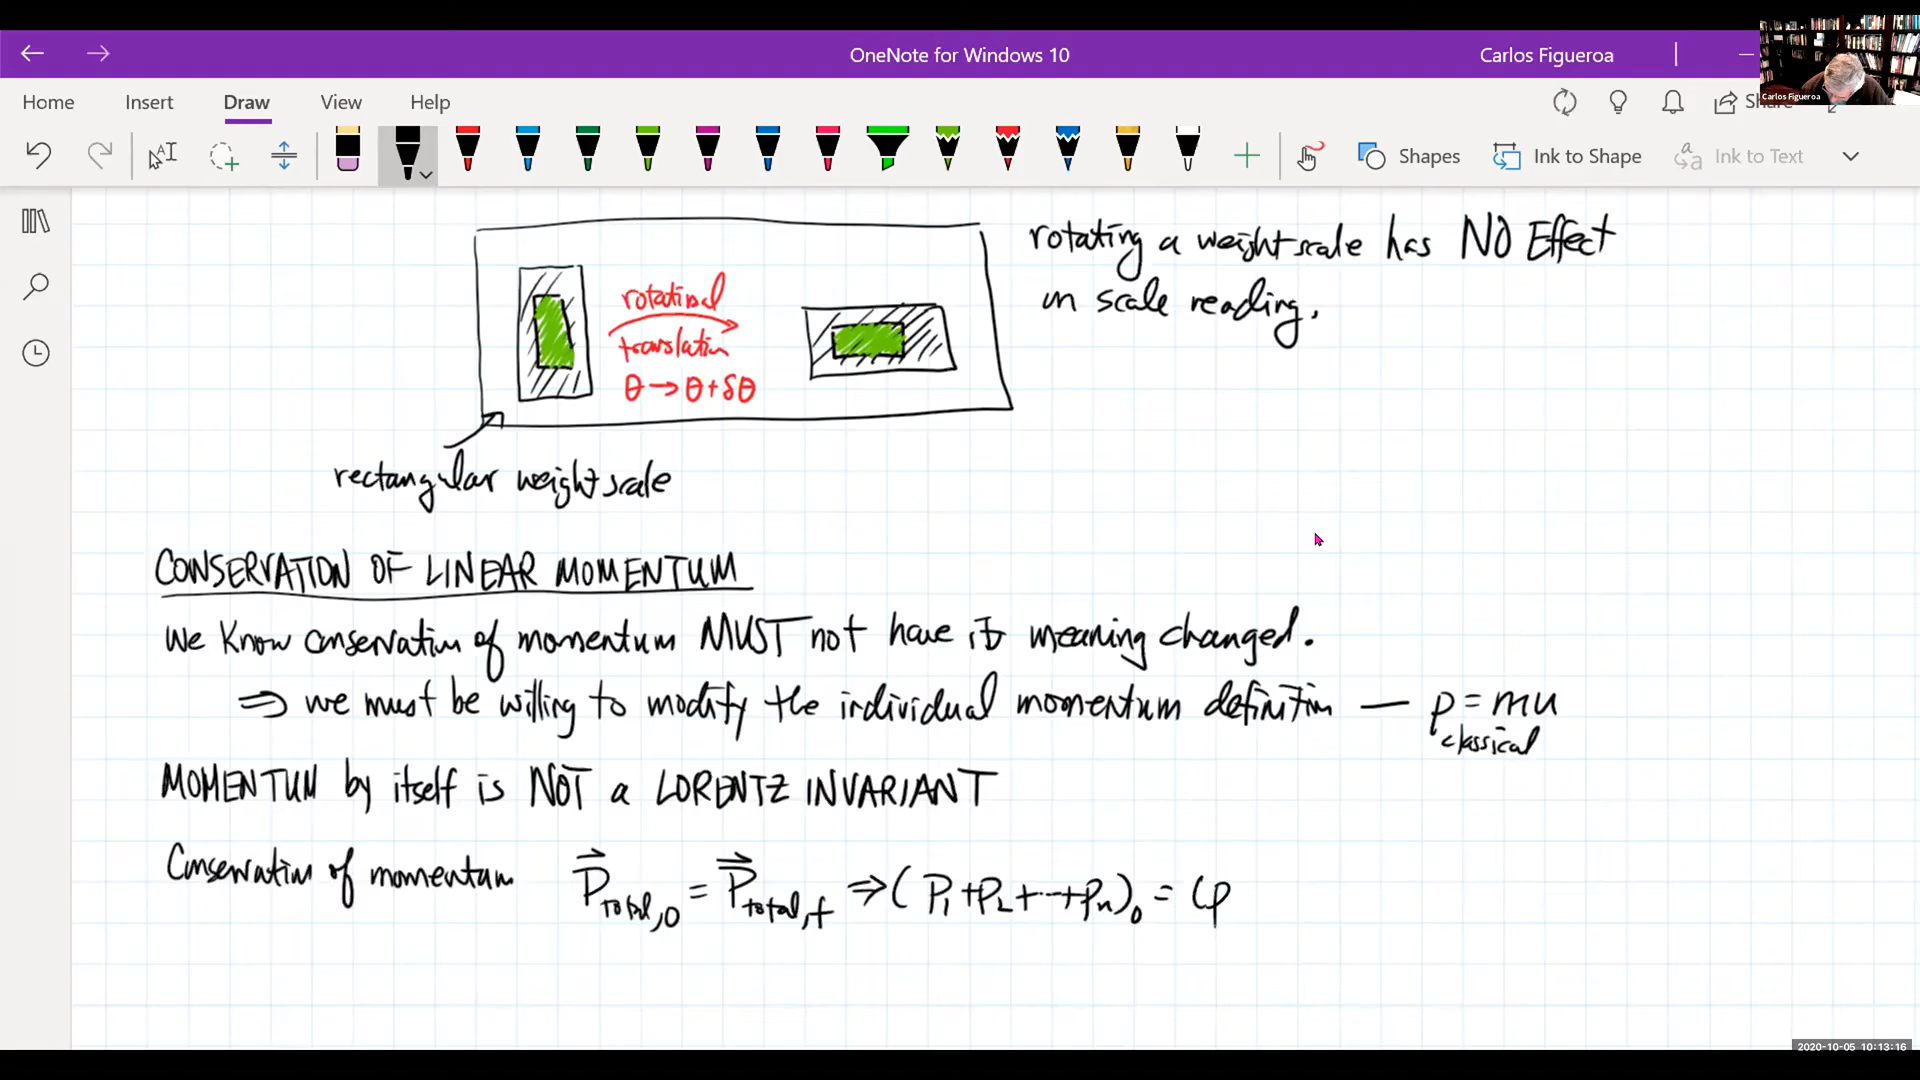 OneNote for Windows 10
Carlos Figueroa
Carlos Figueroa
Home Insert Draw View Help
Share
Shapes Ink to Shape Ink to Text
rotating a weight scale has NO Effect
on scale reading.
rotational
translation
θ → θ + δθ
rectangular weight scale
CONSERVATION OF LINEAR MOMENTUM
We know conservation of momentum MUST not have its meaning changed.
⇒ we must be willing to modify the individual momentum definition — p = mu
classical
MOMENTUM by itself is NOT a LORENTZ INVARIANT
Conservation of momentum P⃗total,0 = P⃗total,f ⇒ (p₁+p₂+⋯+pₙ)₀ = (p
2020-10-05 10:13:16